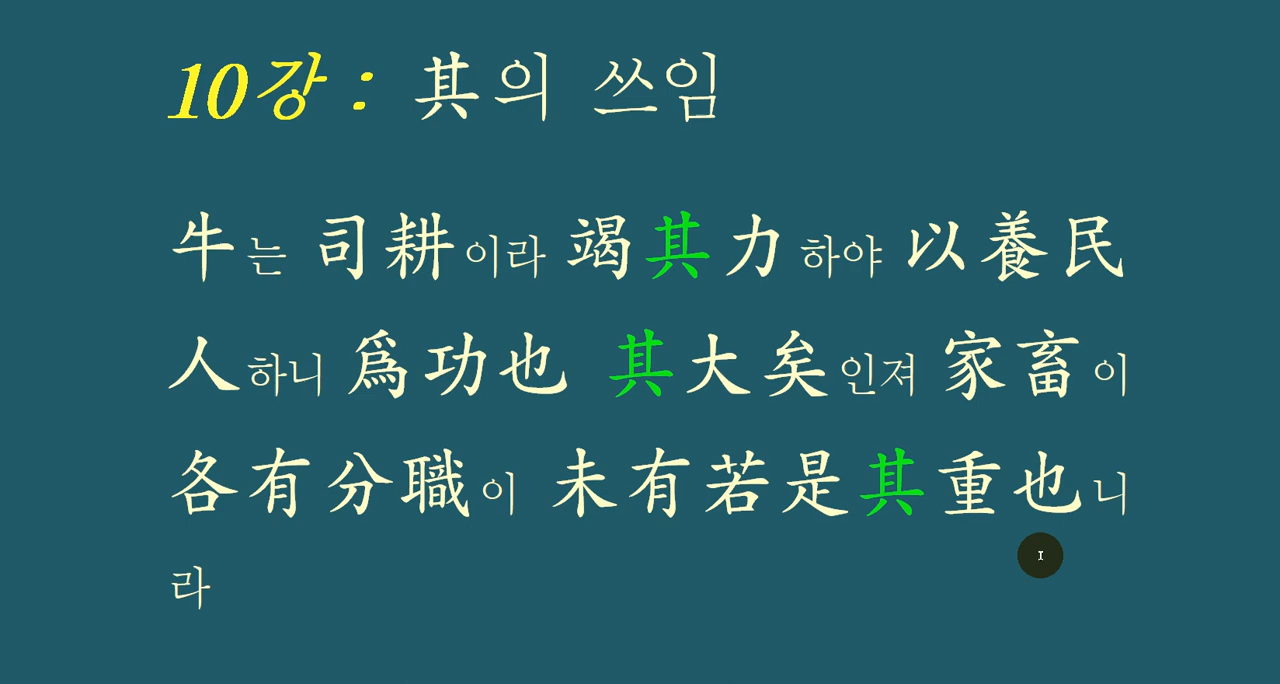 10강 : 其의 쓰임
牛는 司耕이라 竭其力하야 以養民
人하니 爲功也 其大矣인져 家畜이
各有分職이 未有若是其重也니
라